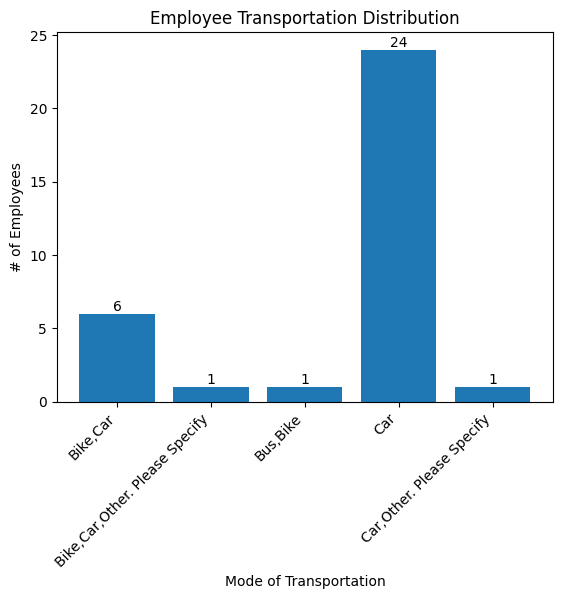 Employee Transportation Distribution
# of Employees
25
20
15
10
5
0
6
1
1
24
1
Bike,Car
Bike,Car,Other. Please Specify
Bus,Bike
Car
Car,Other. Please Specify
Mode of Transportation